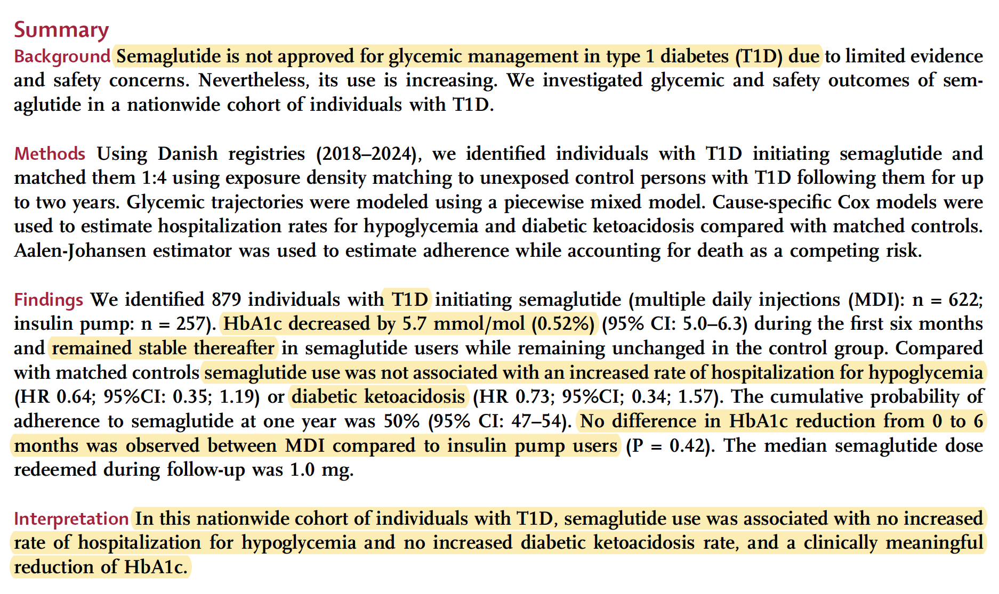 Summary
Background Semaglutide is not approved for glycemic management in type 1 diabetes (T1D) due to limited evidence
and safety concerns. Nevertheless, its use is increasing. We investigated glycemic and safety outcomes of sem-
aglutide in a nationwide cohort of individuals with T1D.
Methods Using Danish registries (2018–2024), we identified individuals with T1D initiating semaglutide and
matched them 1:4 using exposure density matching to unexposed control persons with T1D following them for up
to two years. Glycemic trajectories were modeled using a piecewise mixed model. Cause-specific Cox models were
used to estimate hospitalization rates for hypoglycemia and diabetic ketoacidosis compared with matched controls.
Aalen-Johansen estimator was used to estimate adherence while accounting for death as a competing risk.
Findings We identified 879 individuals with T1D initiating semaglutide (multiple daily injections (MDI): n = 622;
insulin pump: n = 257). HbA1c decreased by 5.7 mmol/mol (0.52%) (95% CI: 5.0–6.3) during the first six months
and remained stable thereafter in semaglutide users while remaining unchanged in the control group. Compared
with matched controls semaglutide use was not associated with an increased rate of hospitalization for hypoglycemia
(HR 0.64; 95%CI: 0.35; 1.19) or diabetic ketoacidosis (HR 0.73; 95%CI; 0.34; 1.57). The cumulative probability of
adherence to semaglutide at one year was 50% (95% CI: 47–54). No difference in HbA1c reduction from 0 to 6
months was observed between MDI compared to insulin pump users (P = 0.42). The median semaglutide dose
redeemed during follow-up was 1.0 mg.
Interpretation In this nationwide cohort of individuals with T1D, semaglutide use was associated with no increased
rate of hospitalization for hypoglycemia and no increased diabetic ketoacidosis rate, and a clinically meaningful
reduction of HbA1c.